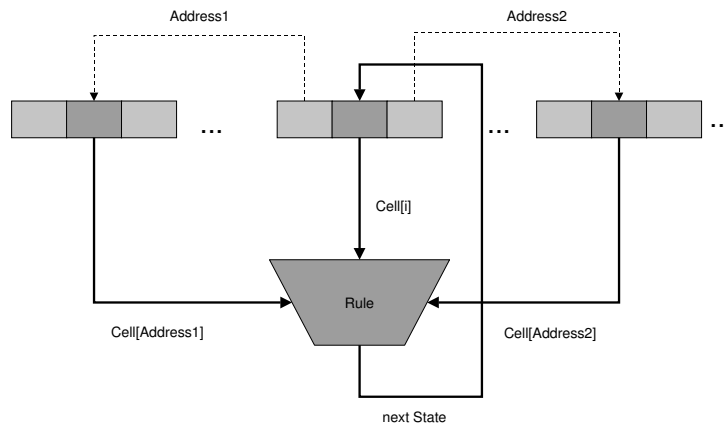 Address1
Address2
... ... ..
Cell[i]
Rule
Cell[Address1]
Cell[Address2]
next State